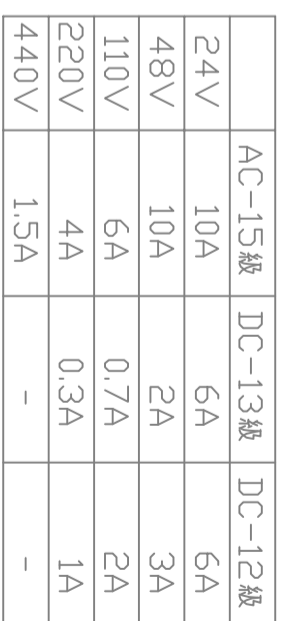 AC-15級 DC-13級 DC-12級
24V 10A 6A 6A
48V 10A 2A 3A
110V 6A 0.7A 2A
220V 4A 0.3A 1A
440V 1.5A - -